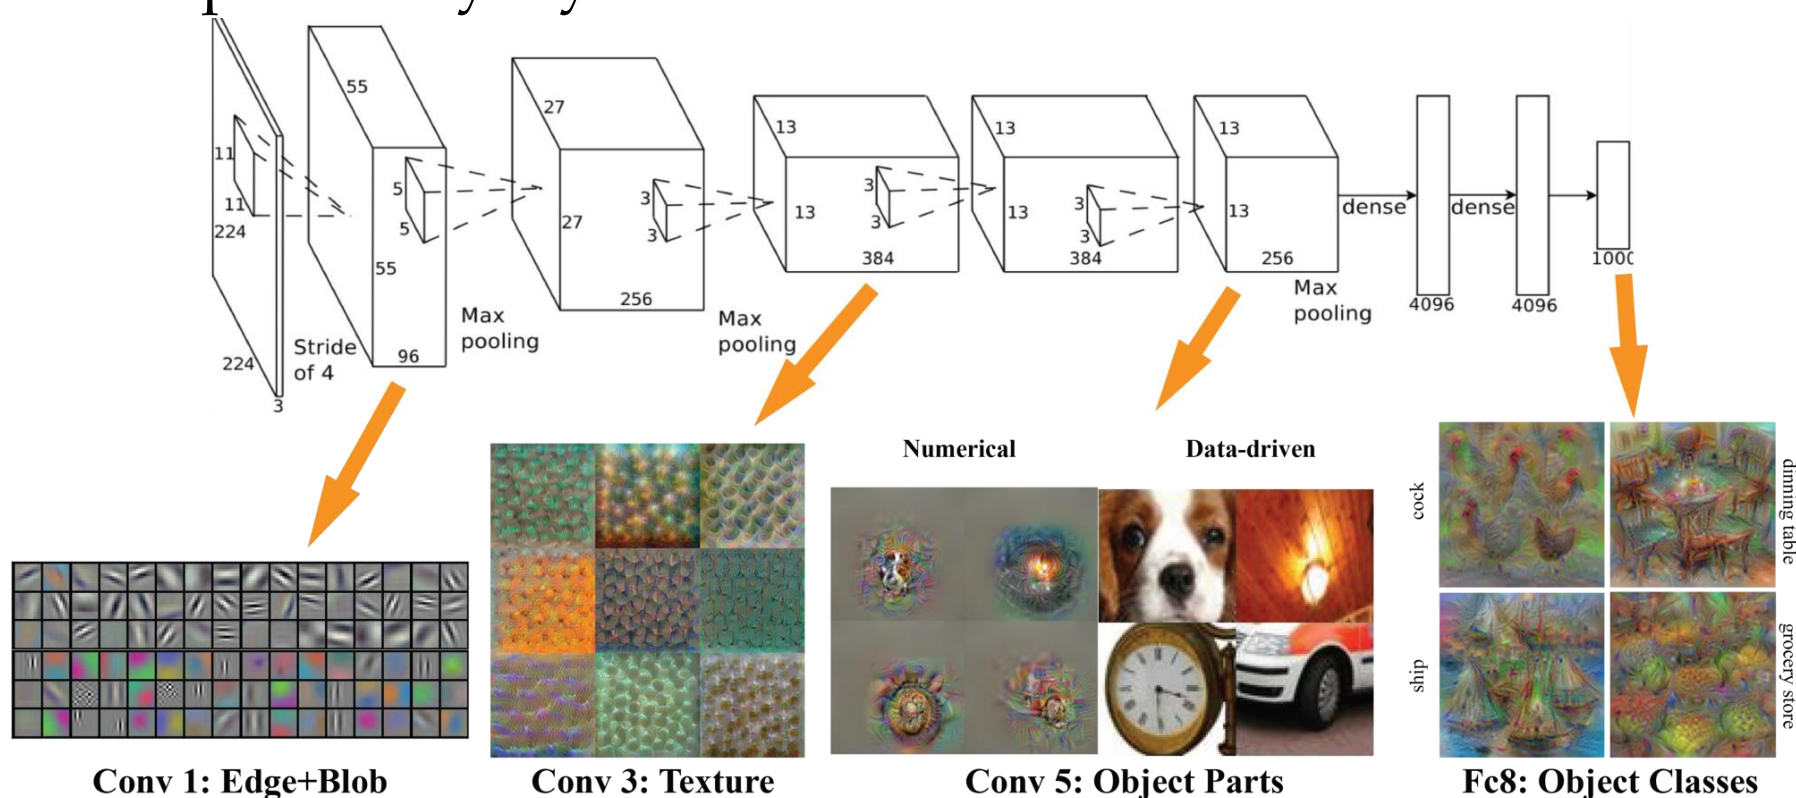 55
27
13
13
13
11
5
3
3
3
11
5
3
3
3
224
55
27
13
13
13
dense
dense
384
384
256
1000
256
4096
4096
Max
pooling
Max
pooling
Max
pooling
Stride
of 4
96
224
3
Numerical
Data-driven
cock
dinning table
ship
grocery store
Conv 1: Edge+Blob
Conv 3: Texture
Conv 5: Object Parts
Fc8: Object Classes